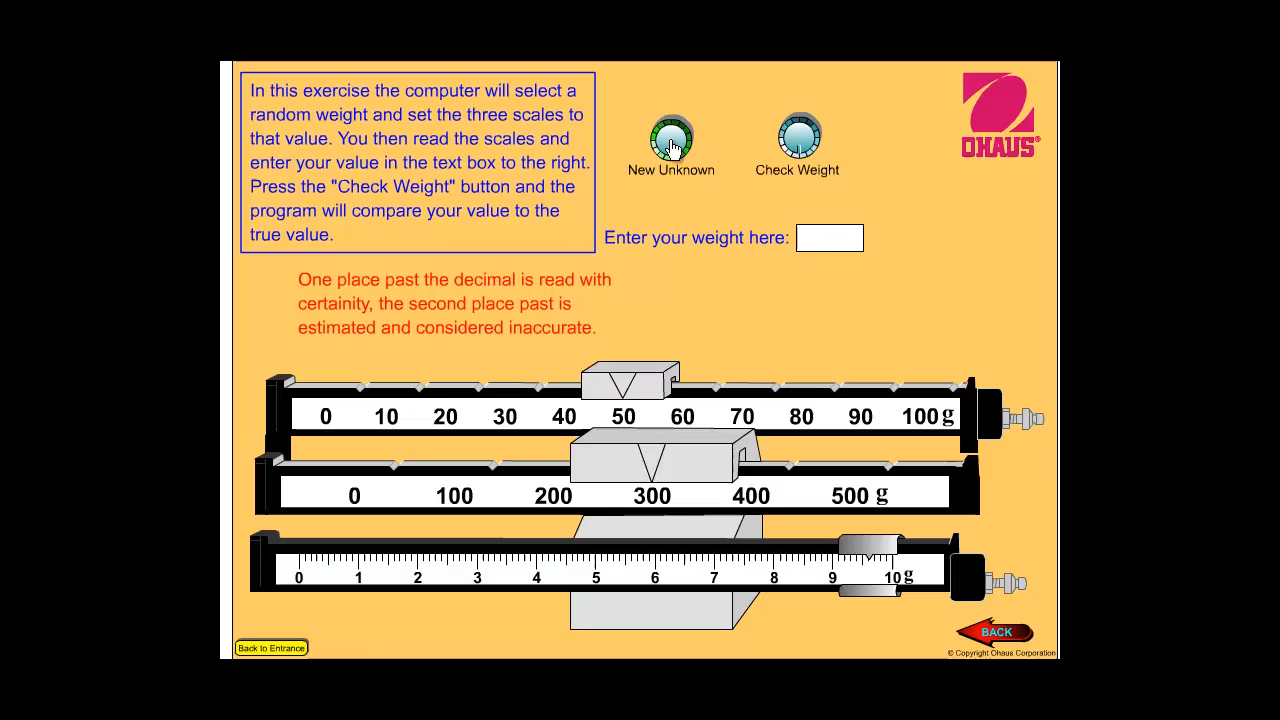 In this exercise the computer will select a
random weight and set the three scales to
that value. You then read the scales and
enter your value in the text box to the right.
Press the "Check Weight" button and the
program will compare your value to the
true value.
New Unknown
Check Weight
OHAUS®
Enter your weight here:
One place past the decimal is read with
certainity, the second place past is
estimated and considered inaccurate.
0 10 20 30 40 50 60 70 80 90 100 g
0 100 200 300 400 500 g
0 1 2 3 4 5 6 7 8 9 10 g
BACK
Back to Entrance
© Copyright Ohaus Corporation